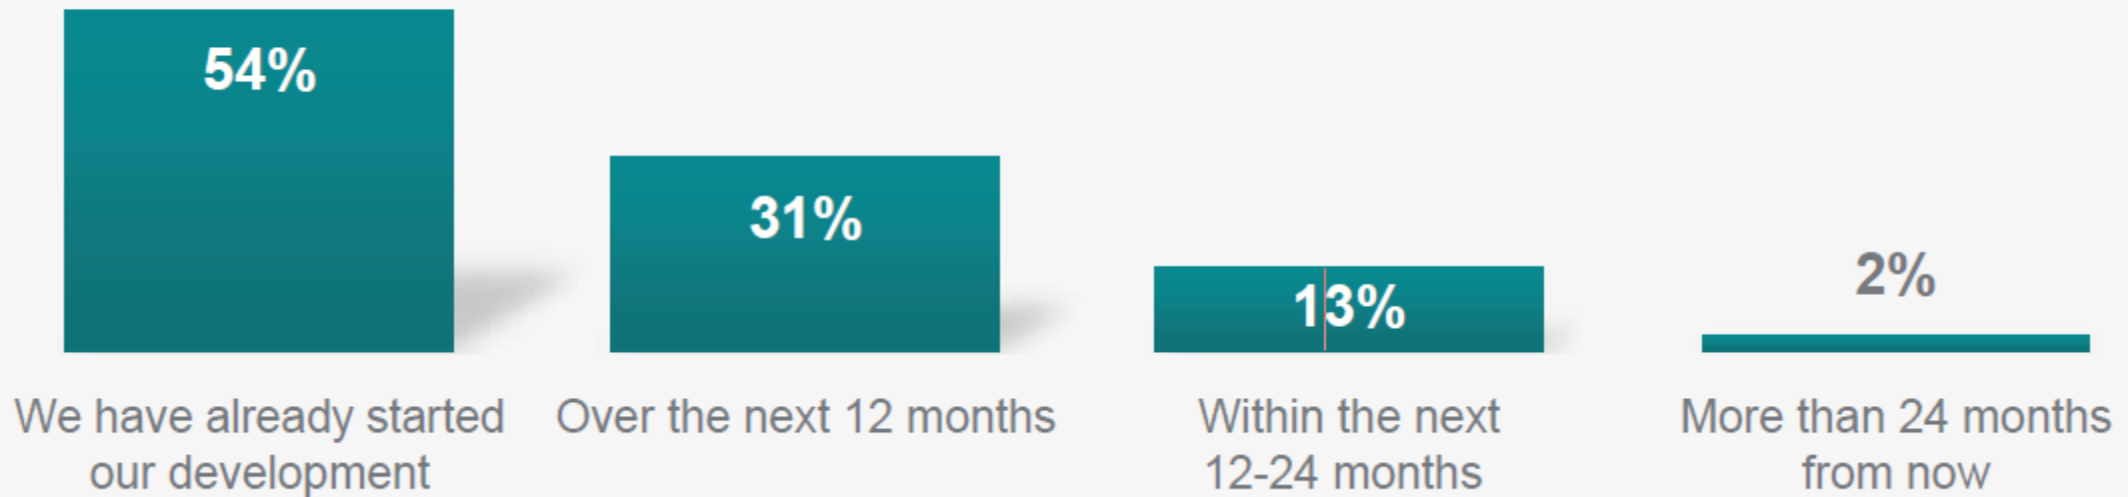 54%
31%
13%
2%
We have already started
our development
Over the next 12 months
Within the next
12-24 months
More than 24 months
from now